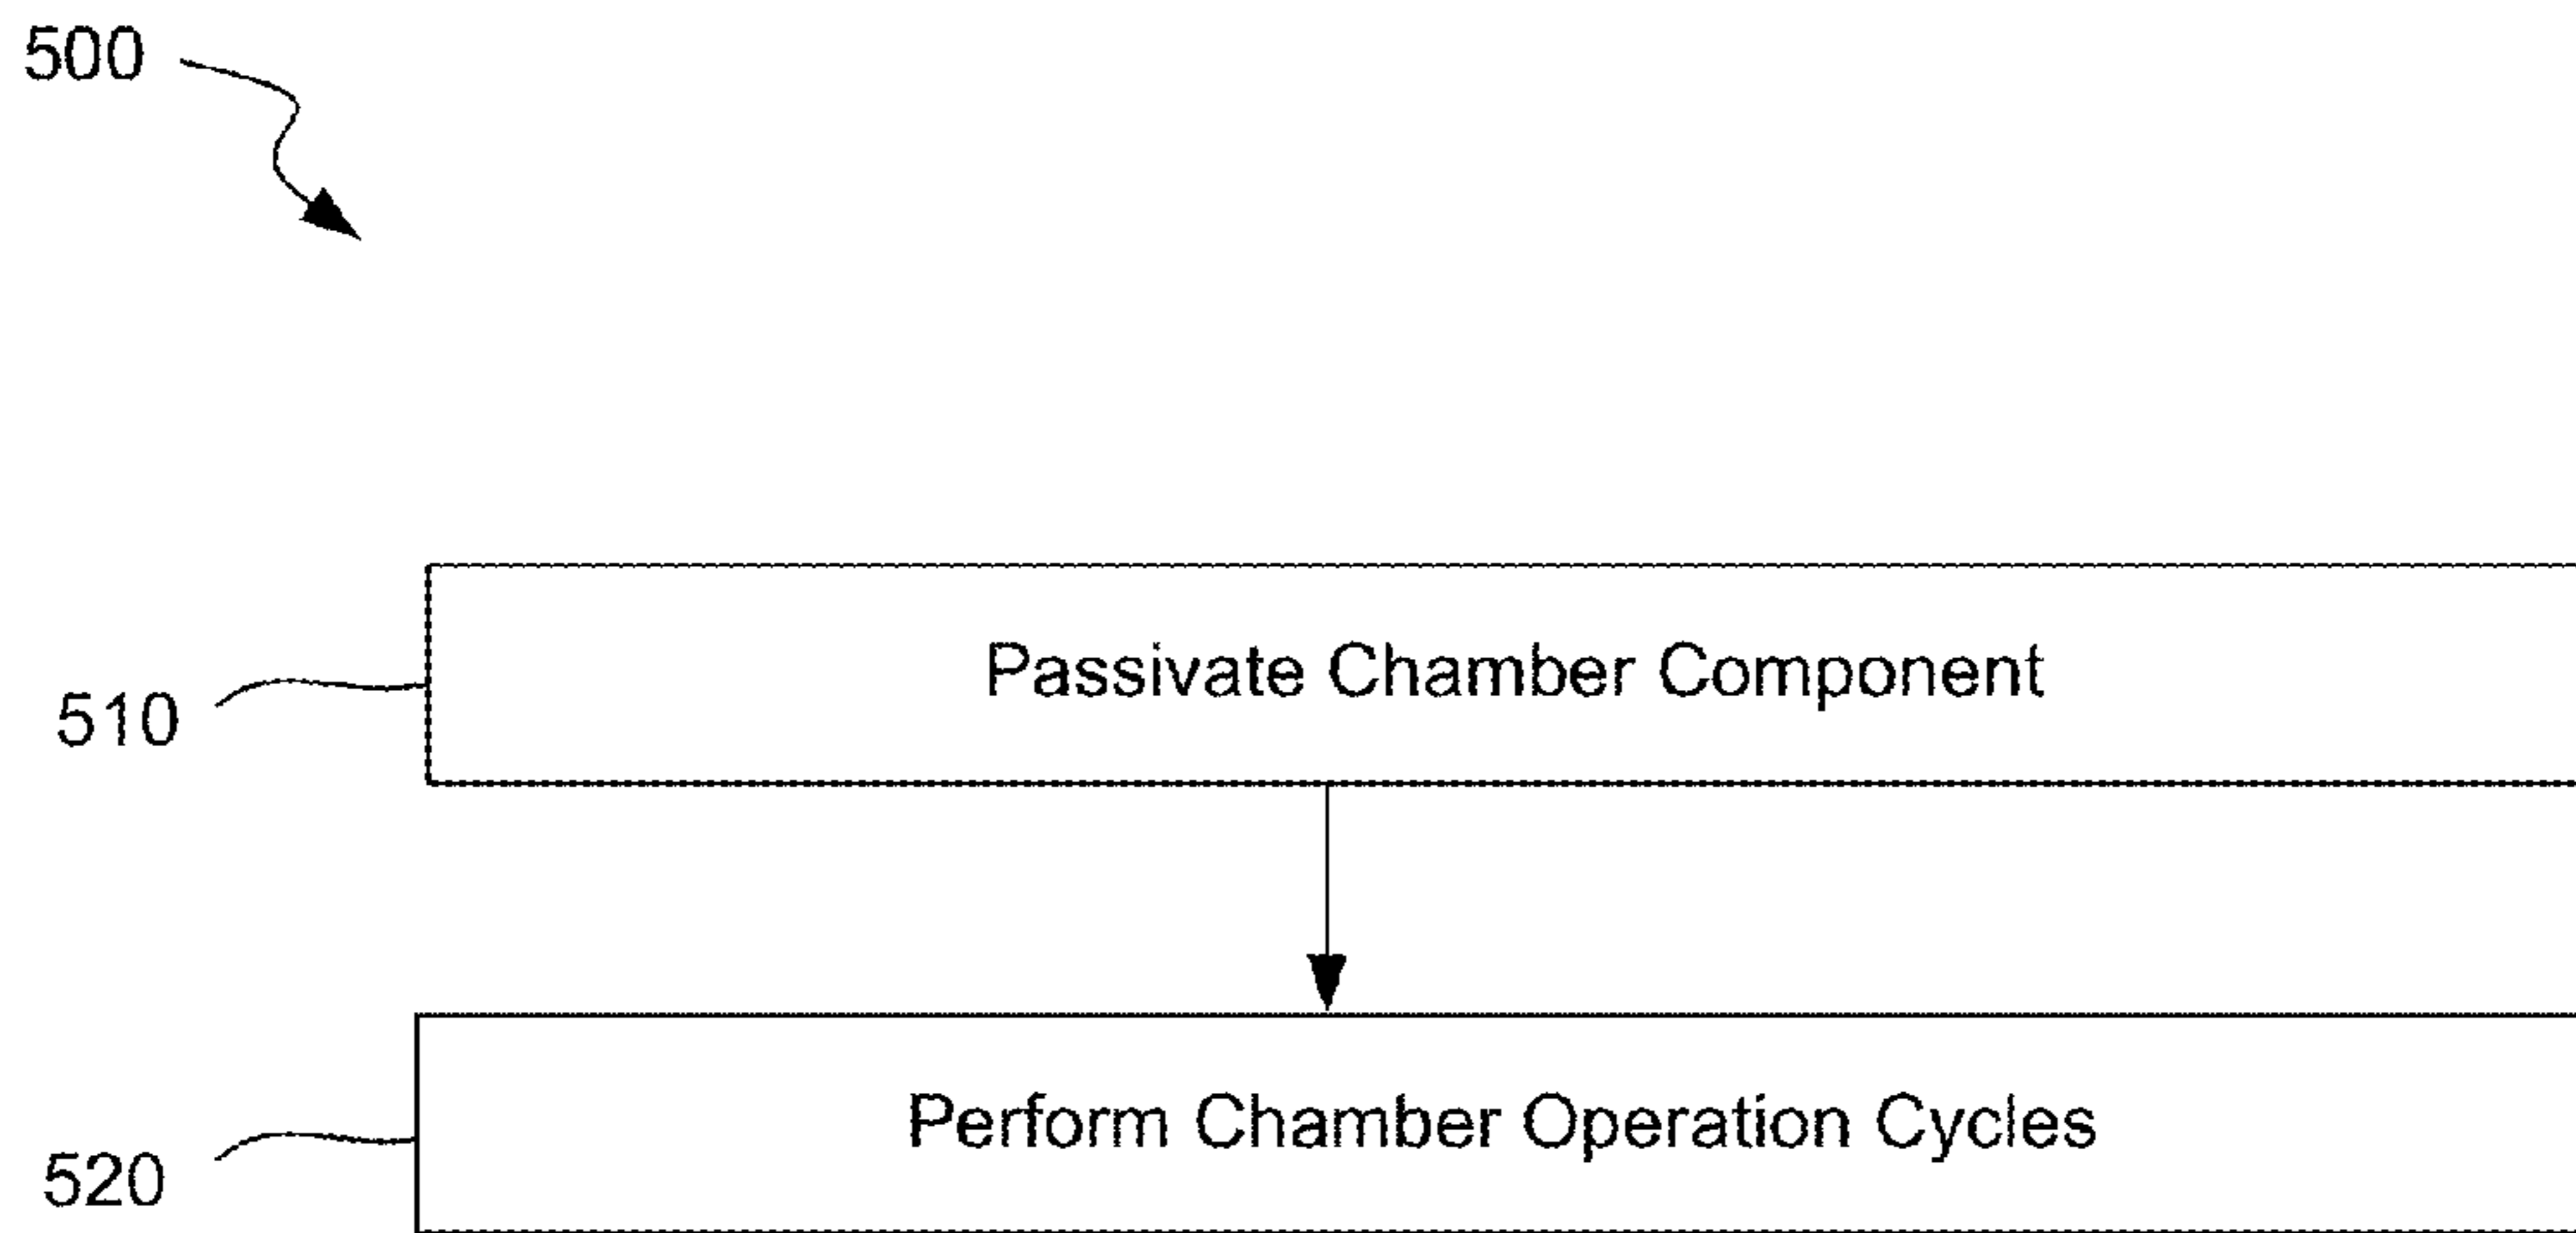 500
Passivate Chamber Component
510
Perform Chamber Operation Cycles
520